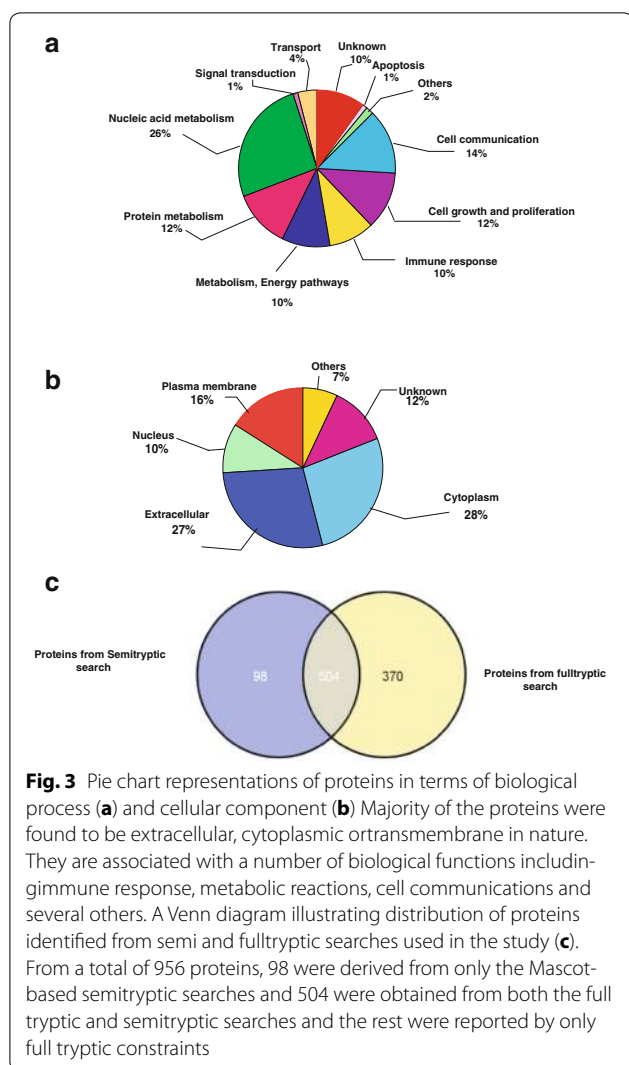 a
Transport
4%
Unknown
10%
Apoptosis
1%
Signal transduction
1%
Others
2%
Nucleic acid metabolism
26%
Cell communication
14%
Protein metabolism
12%
Cell growth and proliferation
12%
Immune response
10%
Metabolism, Energy pathways
10%
b
Others
7%
Plasma membrane
16%
Unknown
12%
Nucleus
10%
Extracellular
27%
Cytoplasm
28%
c
Proteins from Semitryptic
search
98
504
370
Proteins from fulltryptic
search
Fig. 3 Pie chart representations of proteins in terms of biological
process (a) and cellular component (b) Majority of the proteins were
found to be extracellular, cytoplasmic ortransmembrane in nature.
They are associated with a number of biological functions includin-
gimmune response, metabolic reactions, cell communications and
several others. A Venn diagram illustrating distribution of proteins
identified from semi and fulltryptic searches used in the study (c).
From a total of 956 proteins, 98 were derived from only the Mascot-
based semitryptic searches and 504 were obtained from both the full
tryptic and semitryptic searches and the rest were reported by only
full tryptic constraints